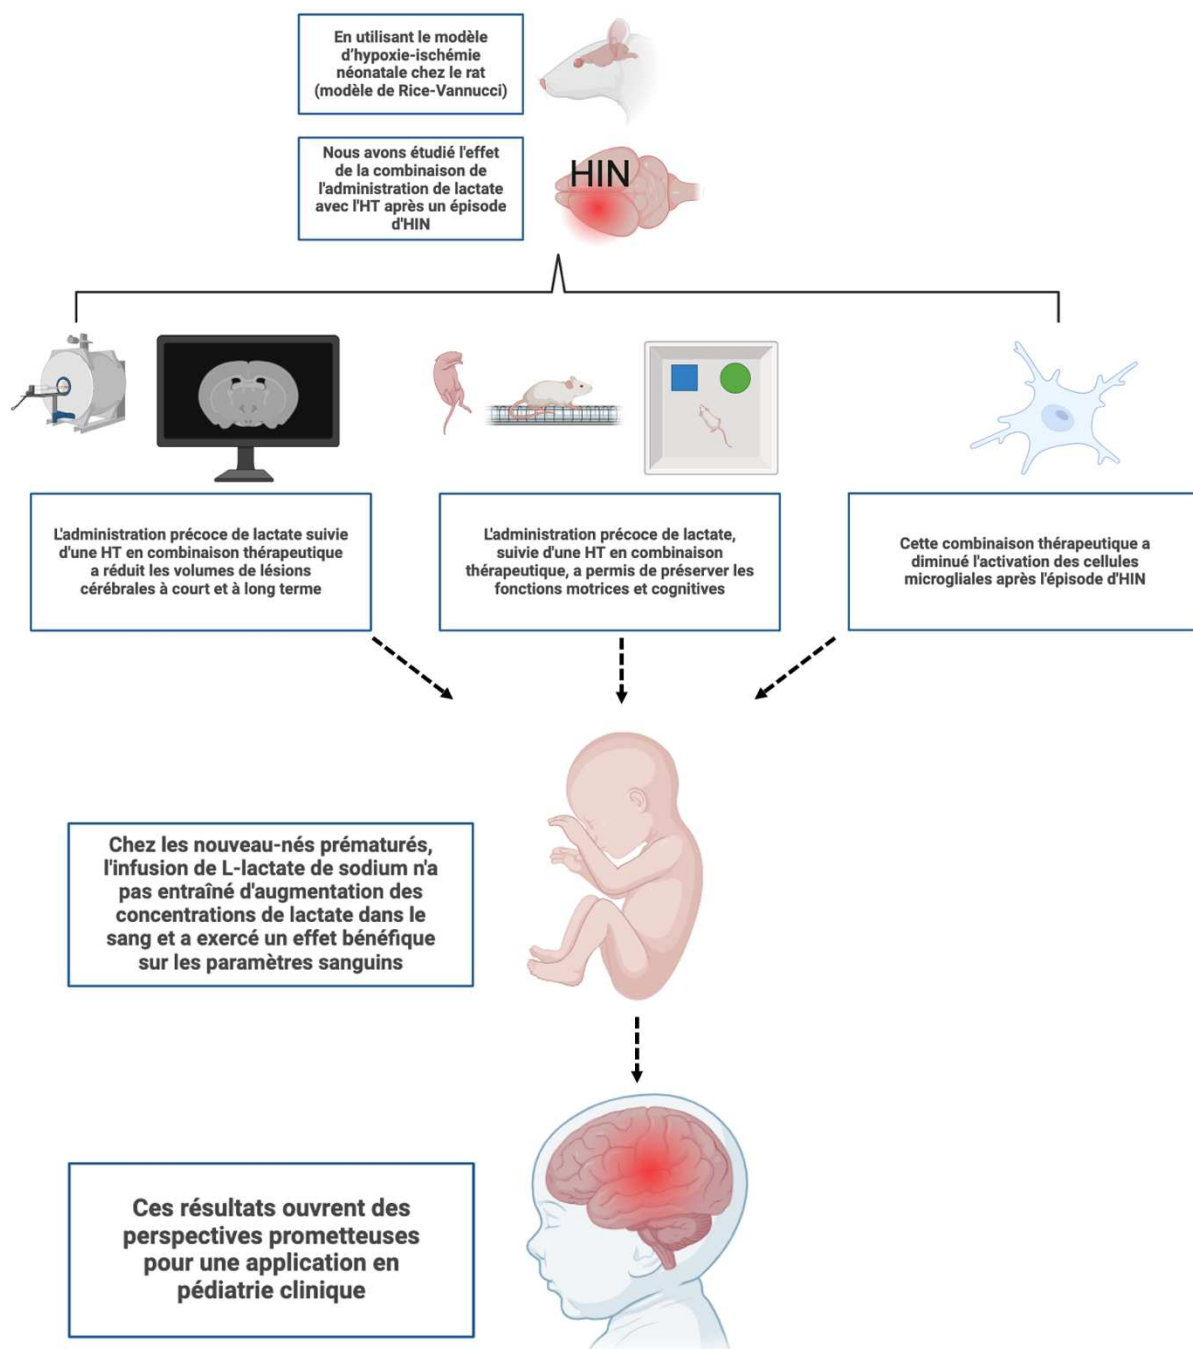 En utilisant le modèle
d’hypoxie-ischémie
néonatale chez le rat
(modèle de Rice-Vannucci)
Nous avons étudié l'effet
de la combinaison de
l'administration de lactate
avec l'HT après un épisode
d'HIN
HIN
L'administration précoce de lactate suivie
d'une HT en combinaison thérapeutique
a réduit les volumes de lésions
cérébrales à court et à long terme
L'administration précoce de lactate,
suivie d'une HT en combinaison
thérapeutique, a permis de préserver les
fonctions motrices et cognitives
Cette combinaison thérapeutique a
diminué l'activation des cellules
microgliales après l'épisode d'HIN
Chez les nouveau-nés prématurés,
l'infusion de L-lactate de sodium n'a
pas entraîné d'augmentation des
concentrations de lactate dans le
sang et a exercé un effet bénéfique
sur les paramètres sanguins
Ces résultats ouvrent des
perspectives prometteuses
pour une application en
pédiatrie clinique